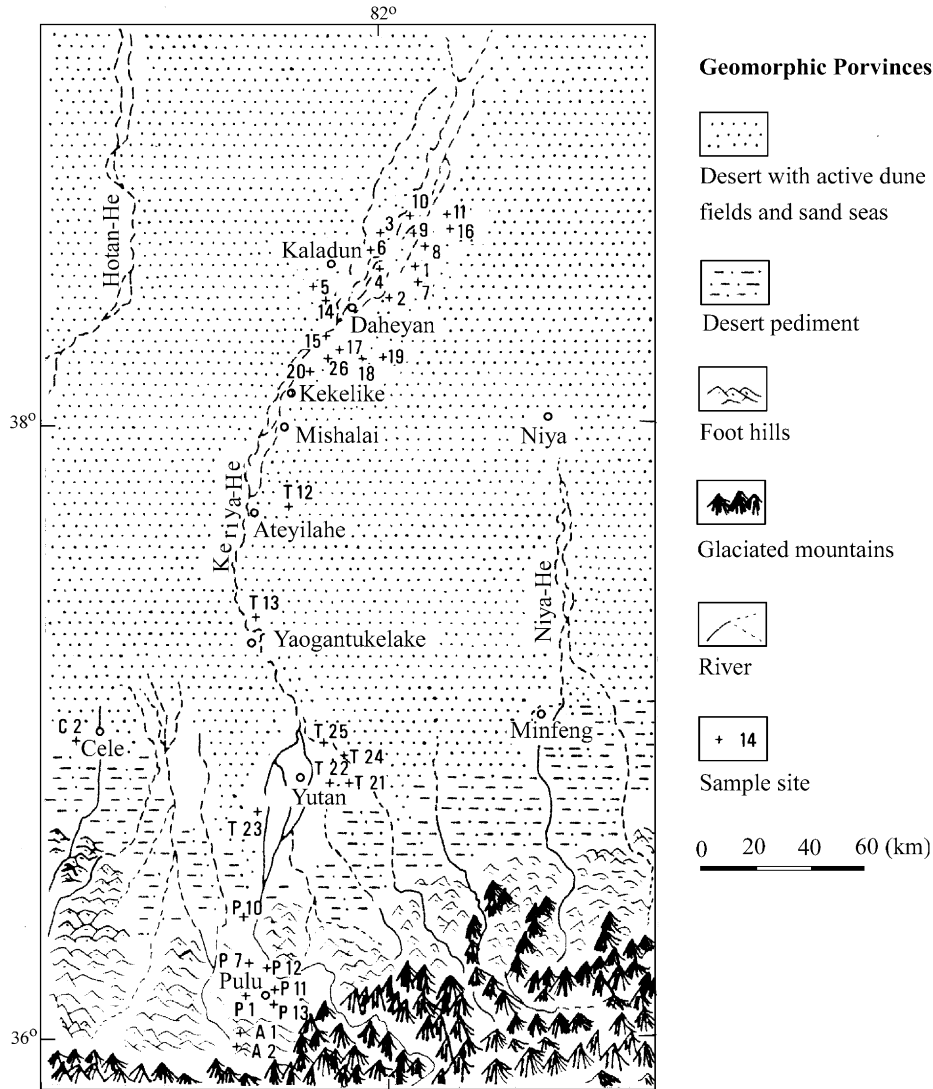 82°
Hotan-He
10
11
3
9
16
6
8
Kaladun
1
4
7
5
2
14
Daheyan
15
17
19
20
26
18
Kekelike
38°
Mishalai
Niya
T 12
Keriya-He
Ateyilahe
Niya-He
T 13
Yaogantukelake
C 2
Cele
T 25
Minfeng
T 24
T 22
T 21
Yutan
T 23
P 10
P 7
P 12
Pulu
P 11
P 1
P 13
36°
A 1
A 2
Geomorphic Porvinces
Desert with active dune
fields and sand seas
Desert pediment
Foot hills
Glaciated mountains
River
14
Sample site
0 20 40 60 (km)